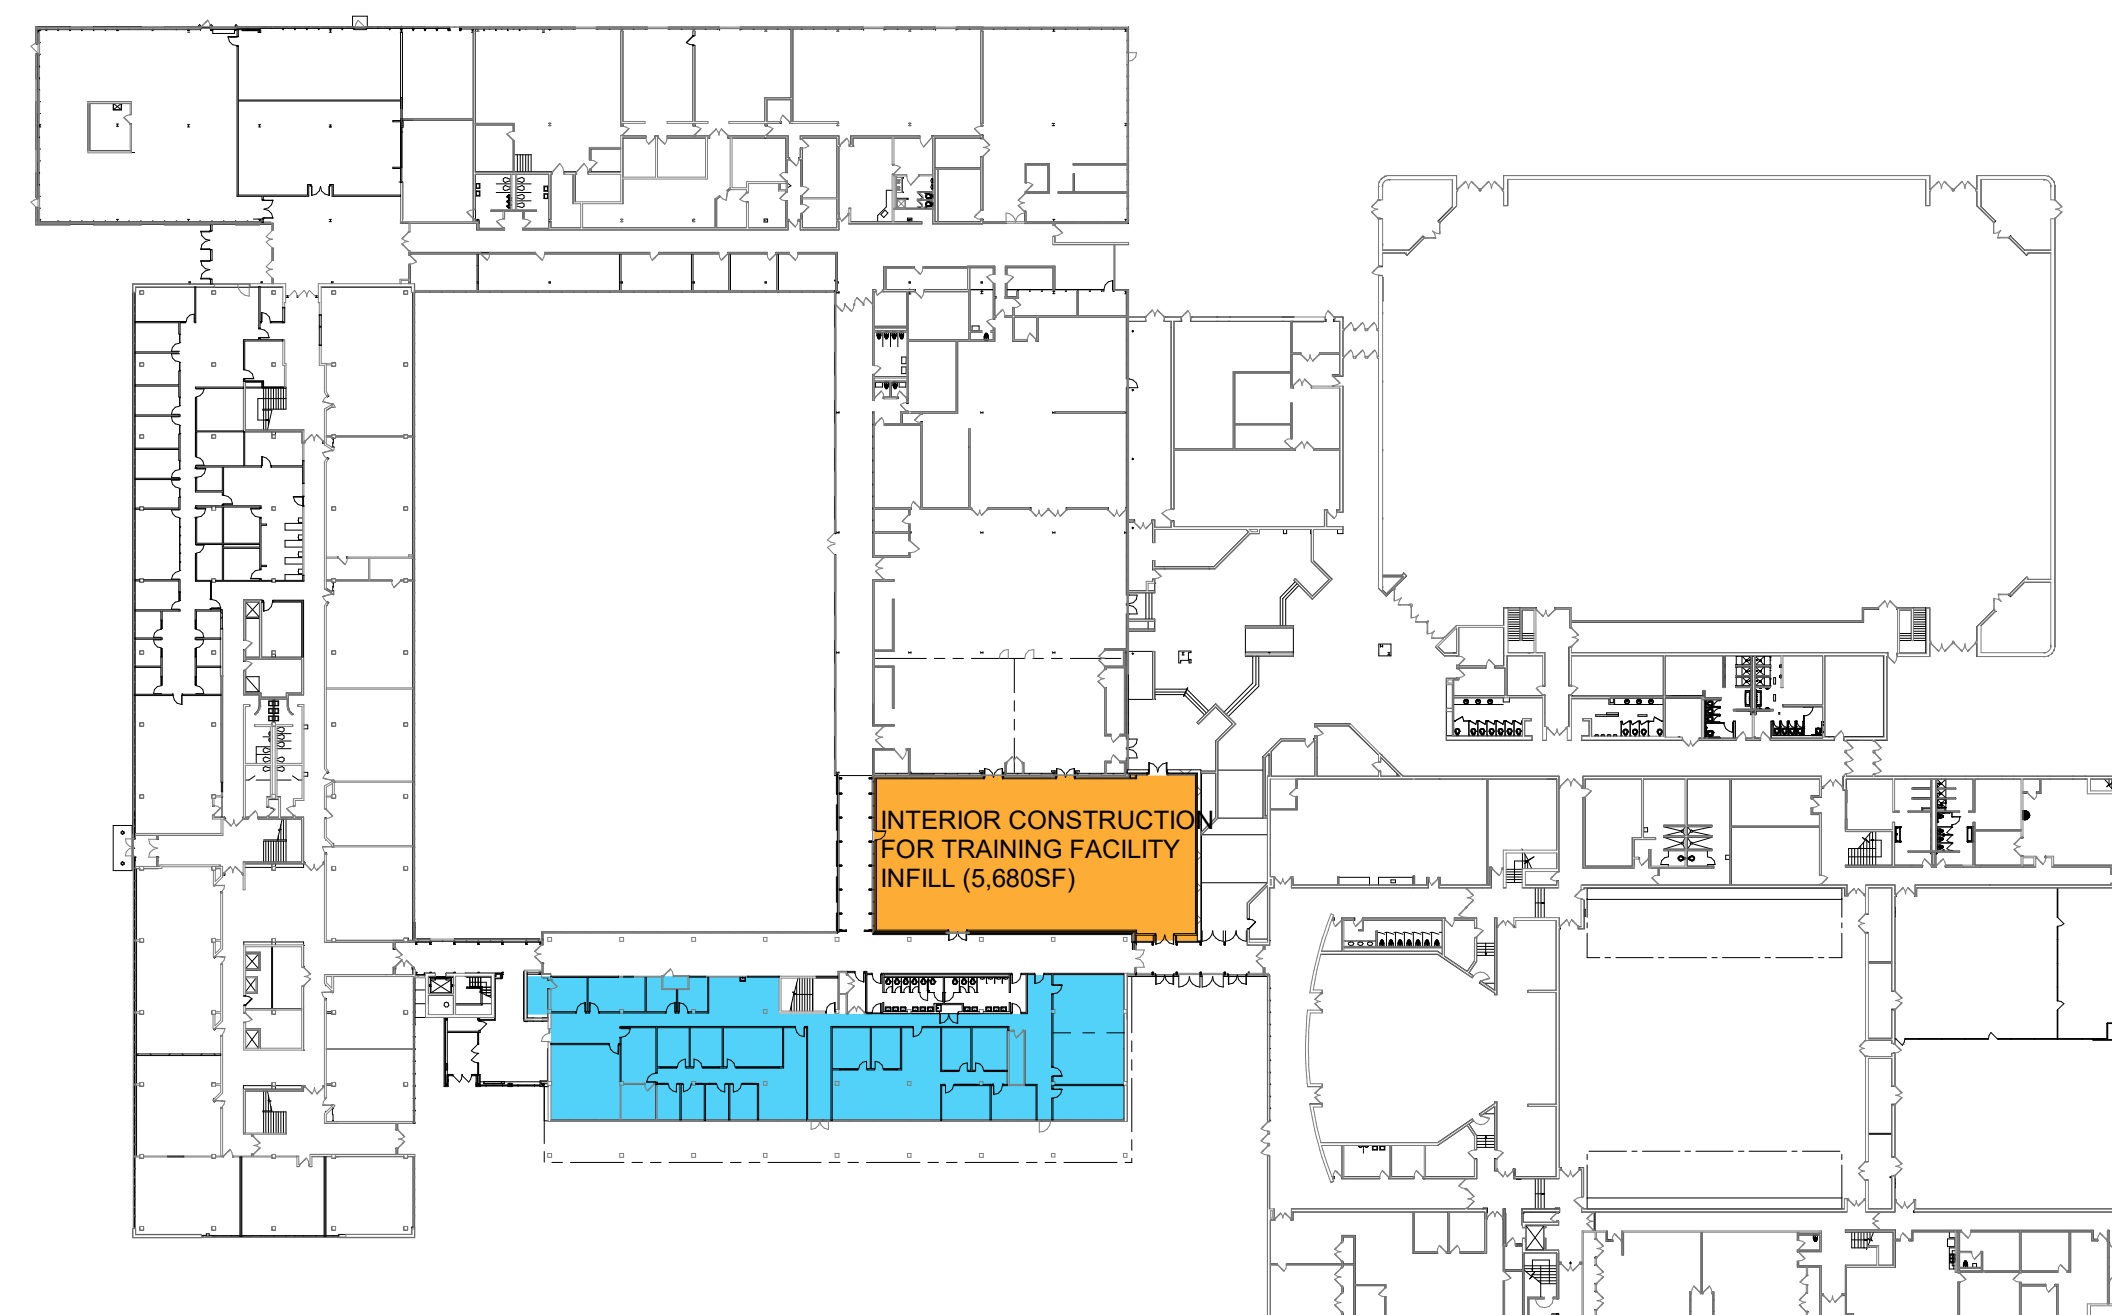 INTERIOR CONSTRUCTION
FOR TRAINING FACILITY
INFILL (5,680SF)